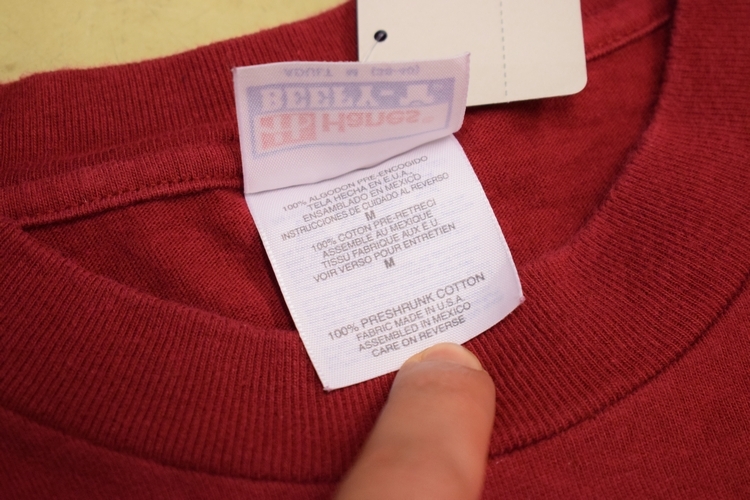 ADULT M (38-40)
BEEFY-T
Hanes
100% ALGODON PRE-ENCOGIDO
TELA HECHA EN E.U.A.,
ENSAMBLADO EN MEXICO
INSTRUCCIONES DE CUIDADO AL REVERSO
M
100% COTON PRE-RETRECI
ASSEMBLE AU MEXIQUE
TISSU FABRIQUE AUX E U
VOIR VERSO POUR ENTRETIEN
M
100% PRESHRUNK COTTON
FABRIC MADE IN U.S.A.
ASSEMBLED IN MEXICO
CARE ON REVERSE